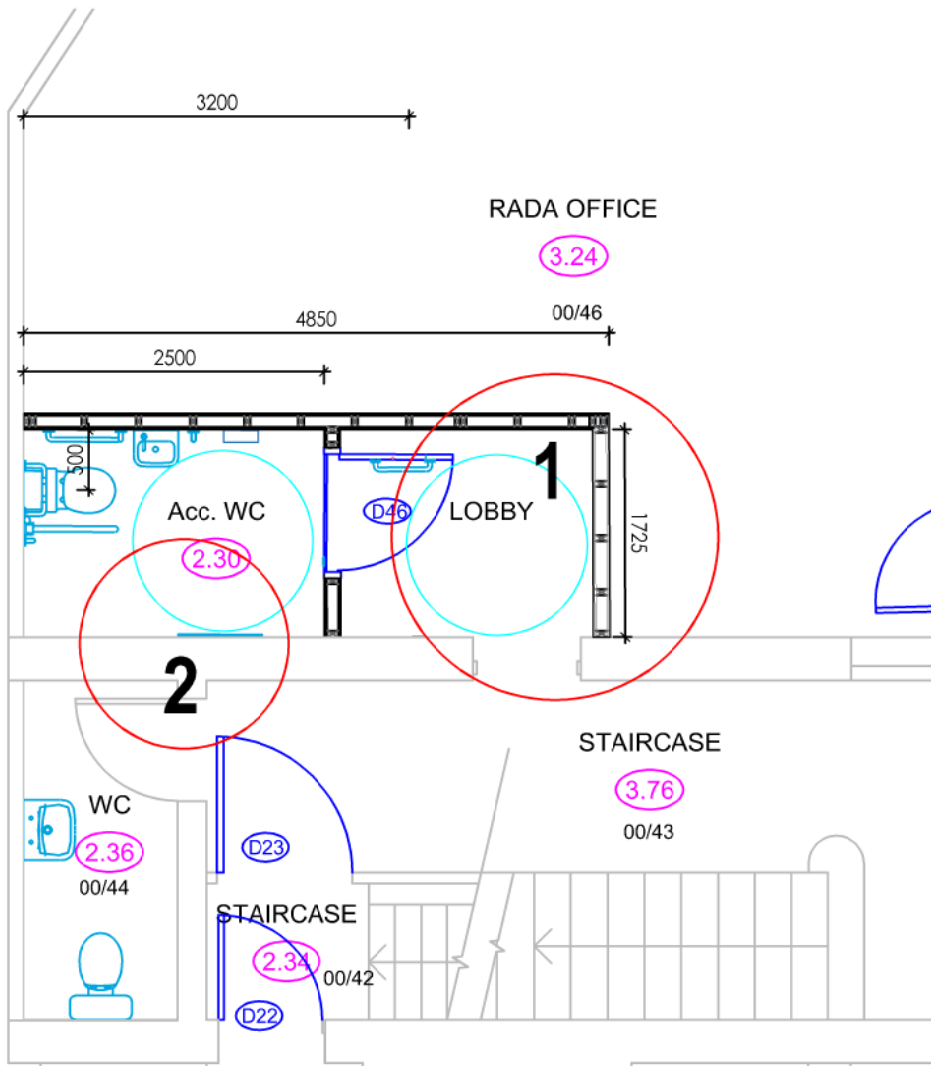 3200
RADA OFFICE
3.24
00/46
4850
2500
1
500
Acc. WC
D46
LOBBY
1725
2.30
2
STAIRCASE
3.76
00/43
WC
2.36
00/44
D23
STAIRCASE
2.34
00/42
D22